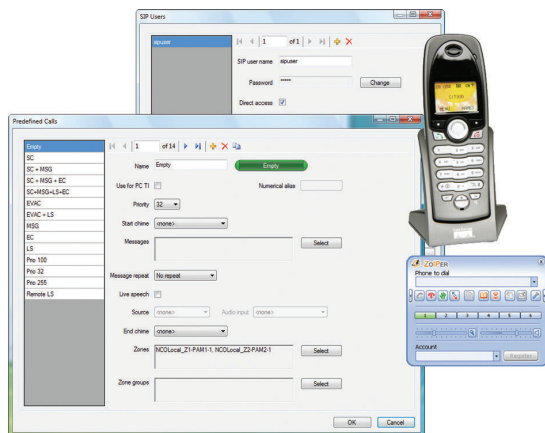 SIP Users
sipuser
1 of 1
SIP user name sipuser
Password *****
Change
Direct access
Predefined Calls
Empty
SC
SC + MSG
SC + MSG + EC
SC+MSG+LS+EC
EVAC
EVAC + LS
MSG
EC
LS
Prio 100
Prio 32
Prio 255
Remote LS
1 of 14
Name Empty Empty
Use for PC TI Numerical alias
Priority 32
Start chime <none>
Messages Select
Message repeat No repeat
Live speech
Source <none> Audio input <none>
End chime <none>
Zones NCOLocal_Z1-PAM1-1, NCOLocal_Z2-PAM2-1 Select
Zone groups Select
OK Cancel
ZOIPER
Phone to dial
1 2 3 4 5 6
Account
Register